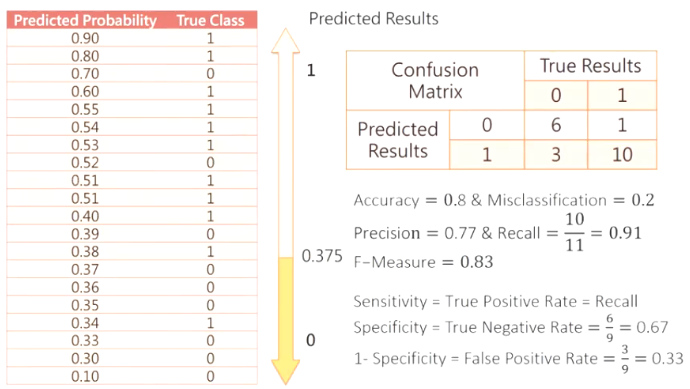 Predicted Probability True Class
0.90 1
0.80 1
0.70 0
0.60 1
0.55 1
0.54 1
0.53 1
0.52 0
0.51 1
0.51 1
0.40 1
0.39 0
0.38 1
0.37 0
0.36 0
0.35 0
0.34 1
0.33 0
0.30 0
0.10 0
1
0.375
0
Predicted Results
Confusion Matrix True Results
0 1
Predicted Results 0 6 1
1 3 10
Accuracy = 0.8 & Misclassification = 0.2
Precision = 0.77 & Recall = 10/11 = 0.91
F-Measure = 0.83
Sensitivity = True Positive Rate = Recall
Specificity = True Negative Rate = 6/9 = 0.67
1- Specificity = False Positive Rate = 3/9 = 0.33